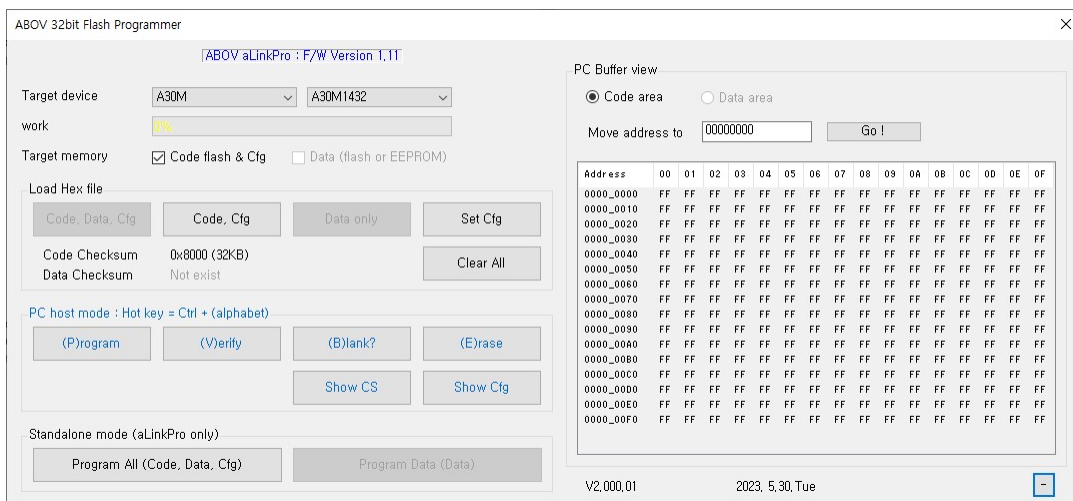 ABOV 32bit Flash Programmer
ABOV aLinkPro : F/W Version 1.11
Target device A30M A30M1432
work 0%
Target memory Code flash & Cfg Data (flash or EEPROM)
Load Hex file
Code, Data, Cfg Code, Cfg Data only Set Cfg
Code Checksum 0x8000 (32KB)
Data Checksum Not exist
Clear All
PC host mode : Hot key = Ctrl + (alphabet)
(P)rogram (V)erify (B)lank? (E)rase
Show CS Show Cfg
Standalone mode (aLinkPro only)
Program All (Code, Data, Cfg) Program Data (Data)
PC Buffer view
Code area Data area
Move address to 00000000 Go !
Address 00 01 02 03 04 05 06 07 08 09 0A 0B 0C 0D 0E 0F
0000_0000 FF FF FF FF FF FF FF FF FF FF FF FF FF FF FF FF
0000_0010 FF FF FF FF FF FF FF FF FF FF FF FF FF FF FF FF
0000_0020 FF FF FF FF FF FF FF FF FF FF FF FF FF FF FF FF
0000_0030 FF FF FF FF FF FF FF FF FF FF FF FF FF FF FF FF
0000_0040 FF FF FF FF FF FF FF FF FF FF FF FF FF FF FF FF
0000_0050 FF FF FF FF FF FF FF FF FF FF FF FF FF FF FF FF
0000_0060 FF FF FF FF FF FF FF FF FF FF FF FF FF FF FF FF
0000_0070 FF FF FF FF FF FF FF FF FF FF FF FF FF FF FF FF
0000_0080 FF FF FF FF FF FF FF FF FF FF FF FF FF FF FF FF
0000_0090 FF FF FF FF FF FF FF FF FF FF FF FF FF FF FF FF
0000_00A0 FF FF FF FF FF FF FF FF FF FF FF FF FF FF FF FF
0000_00B0 FF FF FF FF FF FF FF FF FF FF FF FF FF FF FF FF
0000_00C0 FF FF FF FF FF FF FF FF FF FF FF FF FF FF FF FF
0000_00D0 FF FF FF FF FF FF FF FF FF FF FF FF FF FF FF FF
0000_00E0 FF FF FF FF FF FF FF FF FF FF FF FF FF FF FF FF
0000_00F0 FF FF FF FF FF FF FF FF FF FF FF FF FF FF FF FF
V2.000.01 2023. 5.30.Tue -